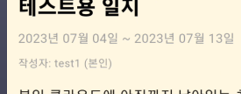 테스트용 일지
2023년 07월 04일 ~ 2023년 07월 13일
작성자: test1 (본인)